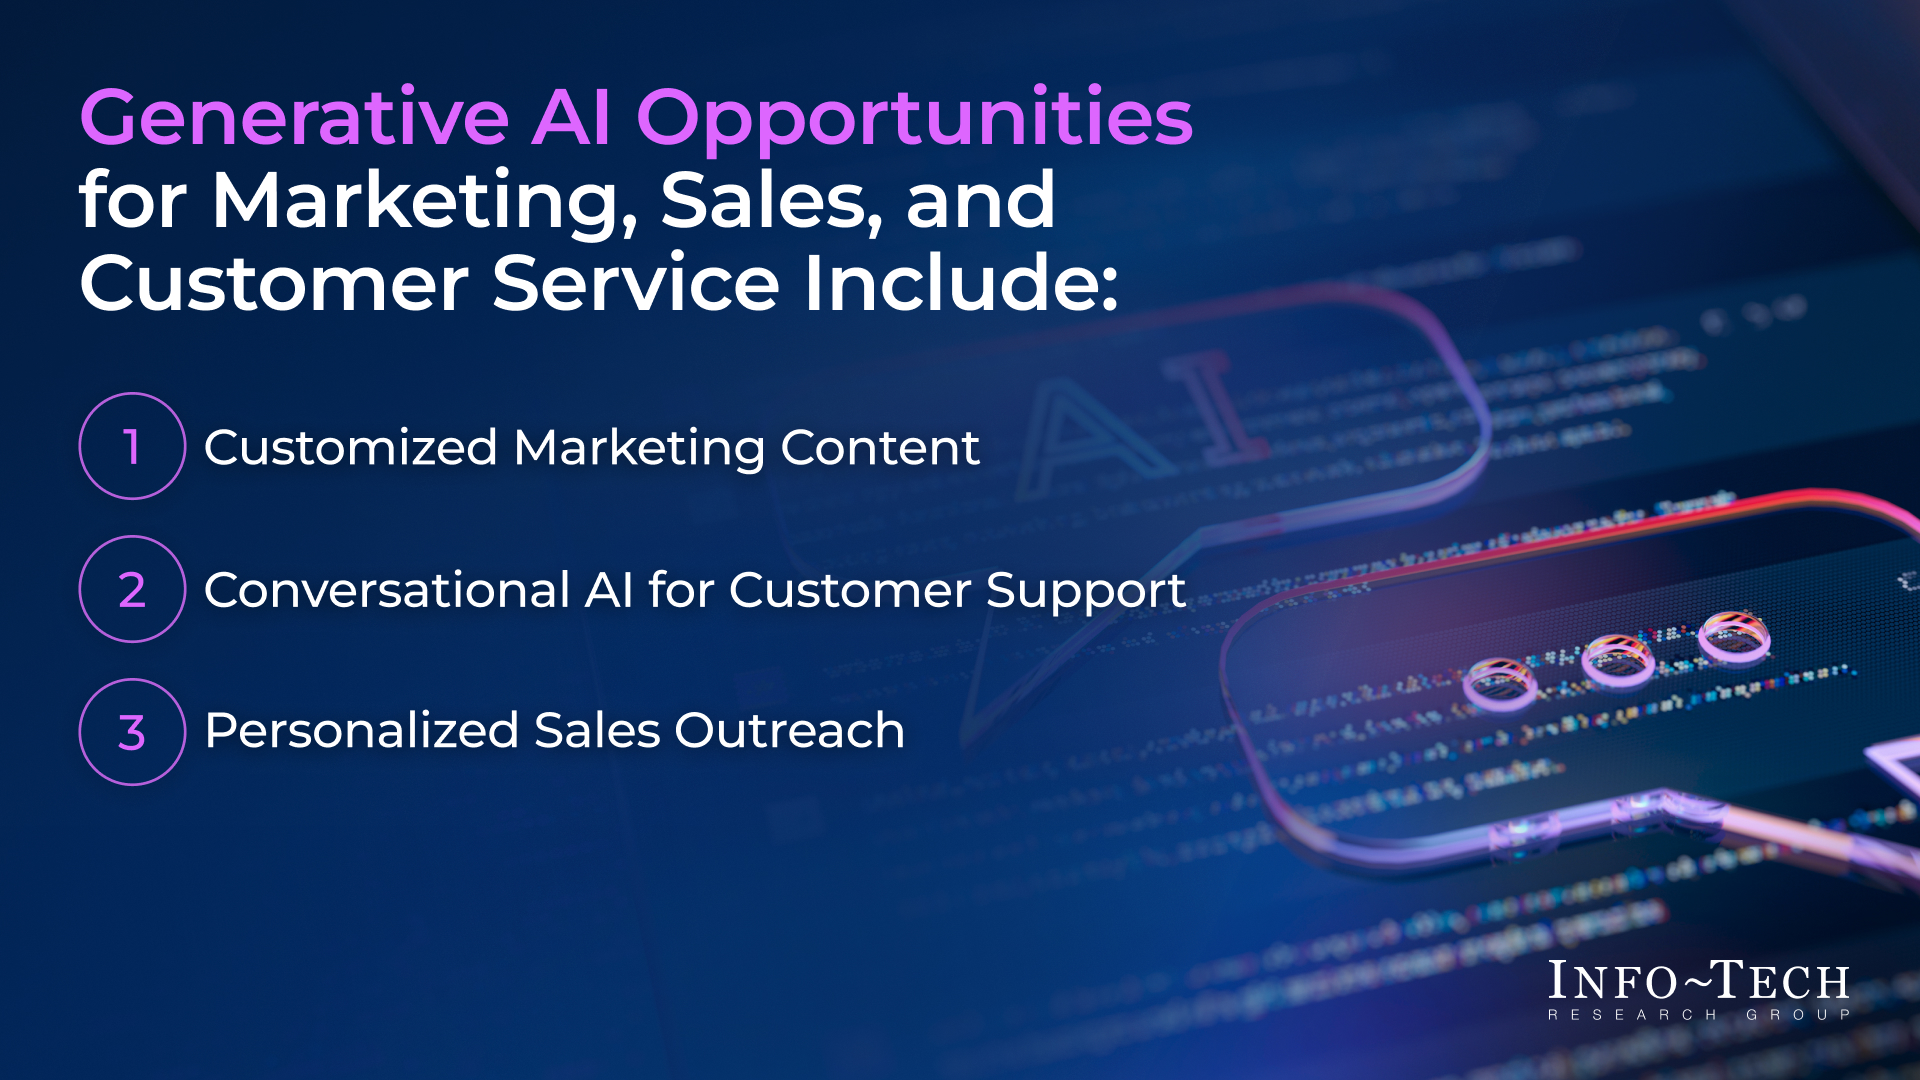 Generative AI Opportunities
for Marketing, Sales, and
Customer Service Include:
1 Customized Marketing Content
2 Conversational AI for Customer Support
3 Personalized Sales Outreach
AI
INFO~TECH
RESEARCH GROUP